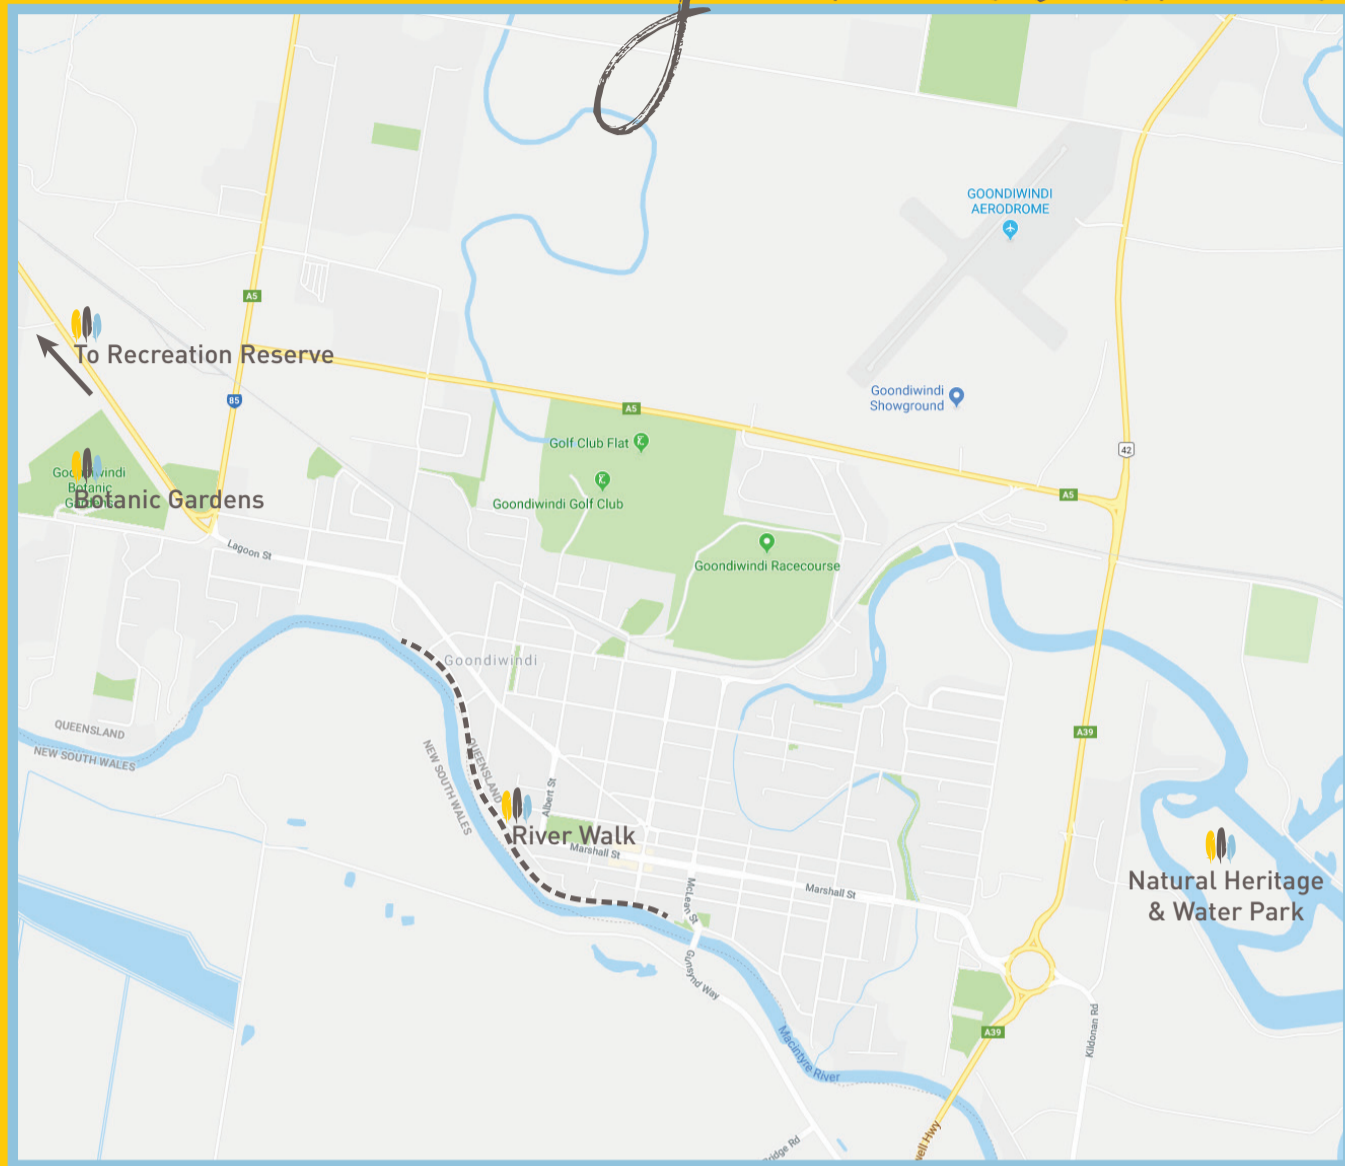 GOONDIWINDI
AERODROME
A5
To Recreation Reserve
85
Goondiwindi
Showground
A5
Golf Club Flat
42
Botanic
Botanic Gardens
Goondiwindi Golf Club
A5
Lagoon St
Goondiwindi Racecourse
Goondiwindi
QUEENSLAND
NEW SOUTH WALES
A39
QUEENSLAND
NEW SOUTH WALES
Albert St
River Walk
Marshall St
McLean St
Marshall St
Natural Heritage
& Water Park
Gunsynd Way
Macintyre River
A39
Kildonan Rd